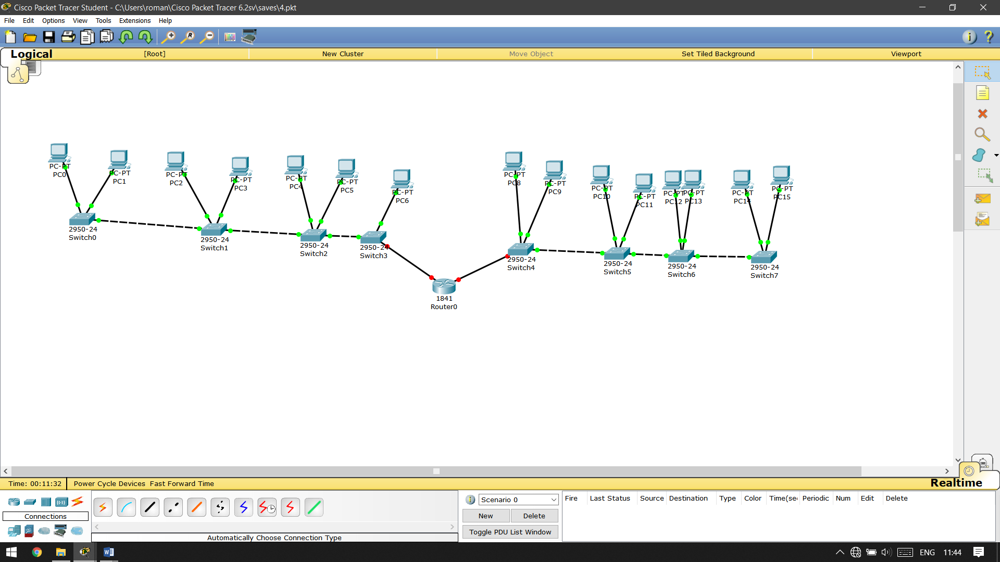 Cisco Packet Tracer Student - C:\Users\roman\Cisco Packet Tracer 6.2sv\saves\4.pkt
File Edit Options View Tools Extensions Help
Logical [Root] New Cluster Move Object Set Tiled Background Viewport
PC-PT
PC0
PC-PT
PC1
PC-PT
PC2
PC-PT
PC3
PC-PT
PC4
PC-PT
PC5
PC-PT
PC6
PC-PT
PC8
PC-PT
PC9
PC-PT
PC10
PC-PT
PC11
PC-PT
PC12
PC-PT
PC13
PC-PT
PC14
PC-PT
PC15
2950-24
Switch0
2950-24
Switch1
2950-24
Switch2
2950-24
Switch3
2950-24
Switch4
2950-24
Switch5
2950-24
Switch6
2950-24
Switch7
1841
Router0
Time: 00:11:32 Power Cycle Devices Fast Forward Time Realtime
Connections
Automatically Choose Connection Type
Scenario 0
New Delete
Toggle PDU List Window
Fire Last Status Source Destination Type Color Time(sec Periodic Num Edit Delete
ENG 11:44